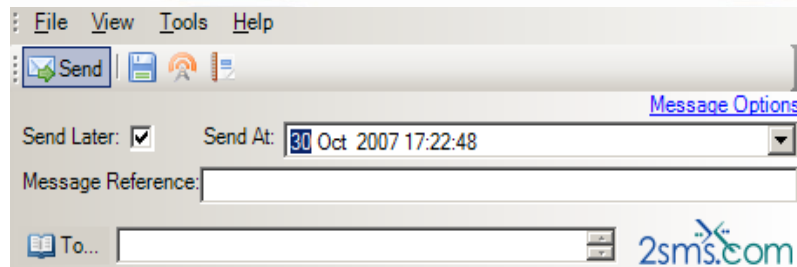 File View Tools Help
Send
Message Options
Send Later: Send At: 30 Oct 2007 17:22:48
Message Reference:
To...
2sms.com